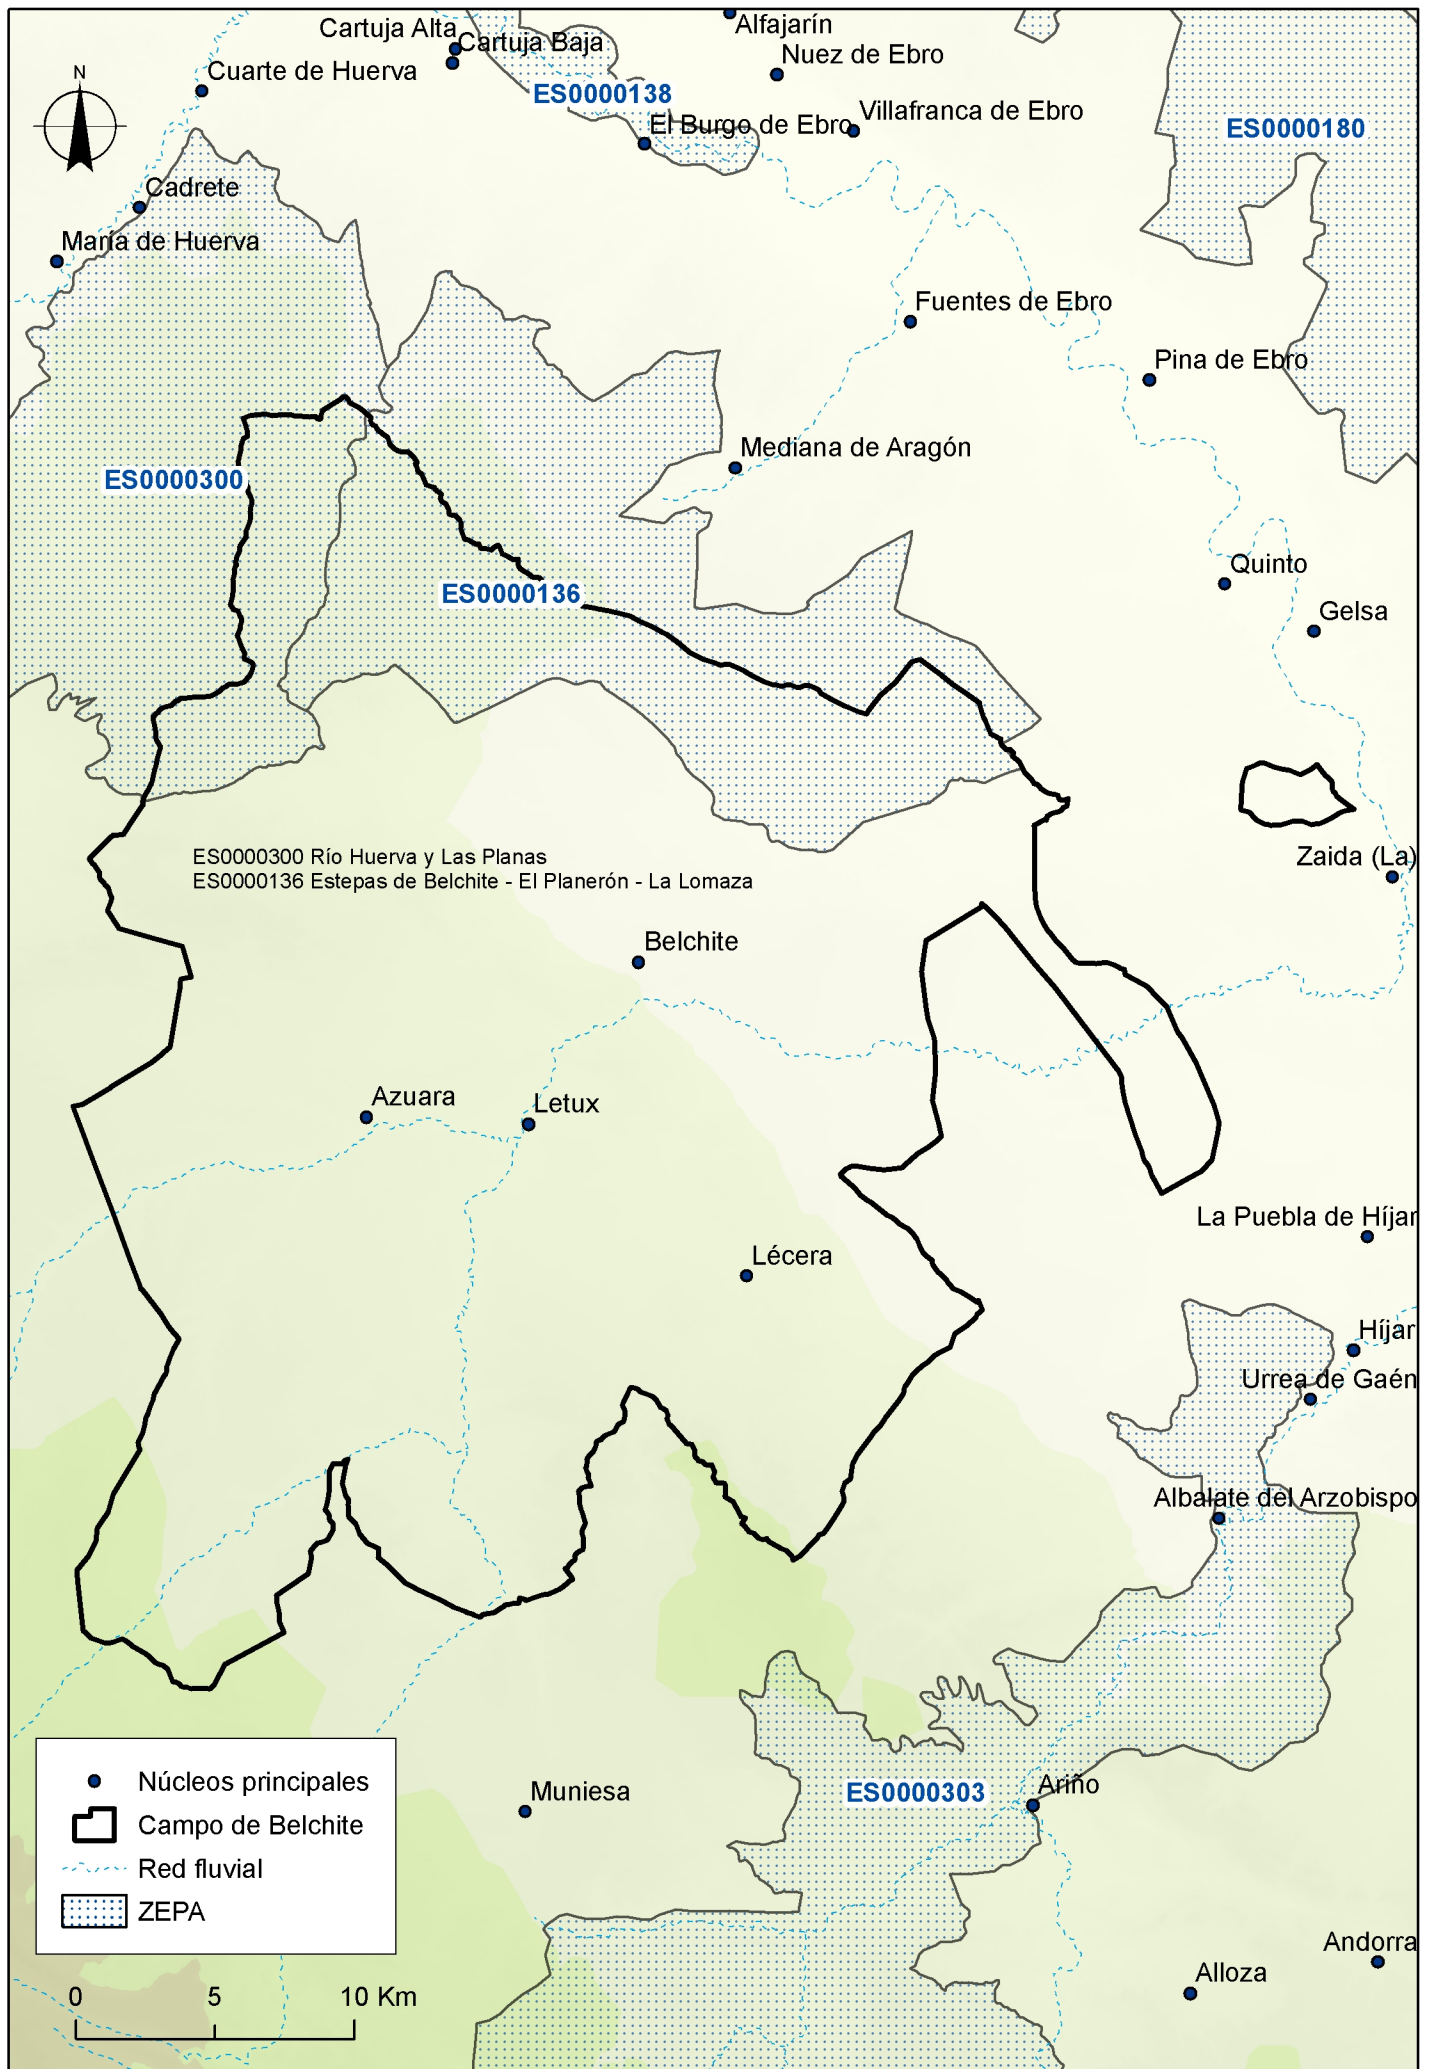 Alfajarín
Cartuja Alta
Cartuja Baja
Nuez de Ebro
Cuarte de Huerva
N
ES0000138
Villafranca de Ebro
El Burgo de Ebro
ES0000180
Cadrete
María de Huerva
Fuentes de Ebro
Pina de Ebro
Mediana de Aragón
ES0000300
Quinto
ES0000136
Gelsa
ES0000300 Río Huerva y Las Planas
ES0000136 Estepas de Belchite - El Planerón - La Lomaza
Zaida (La)
Belchite
Azuara
Letux
La Puebla de Híjar
Lécera
Híjar
Urrea de Gaén
Albalate del Arzobispo
Núcleos principales
Campo de Belchite
Red fluvial
ZEPA
Muniesa
ES0000303
Ariño
Andorra
Alloza
0 5 10 Km